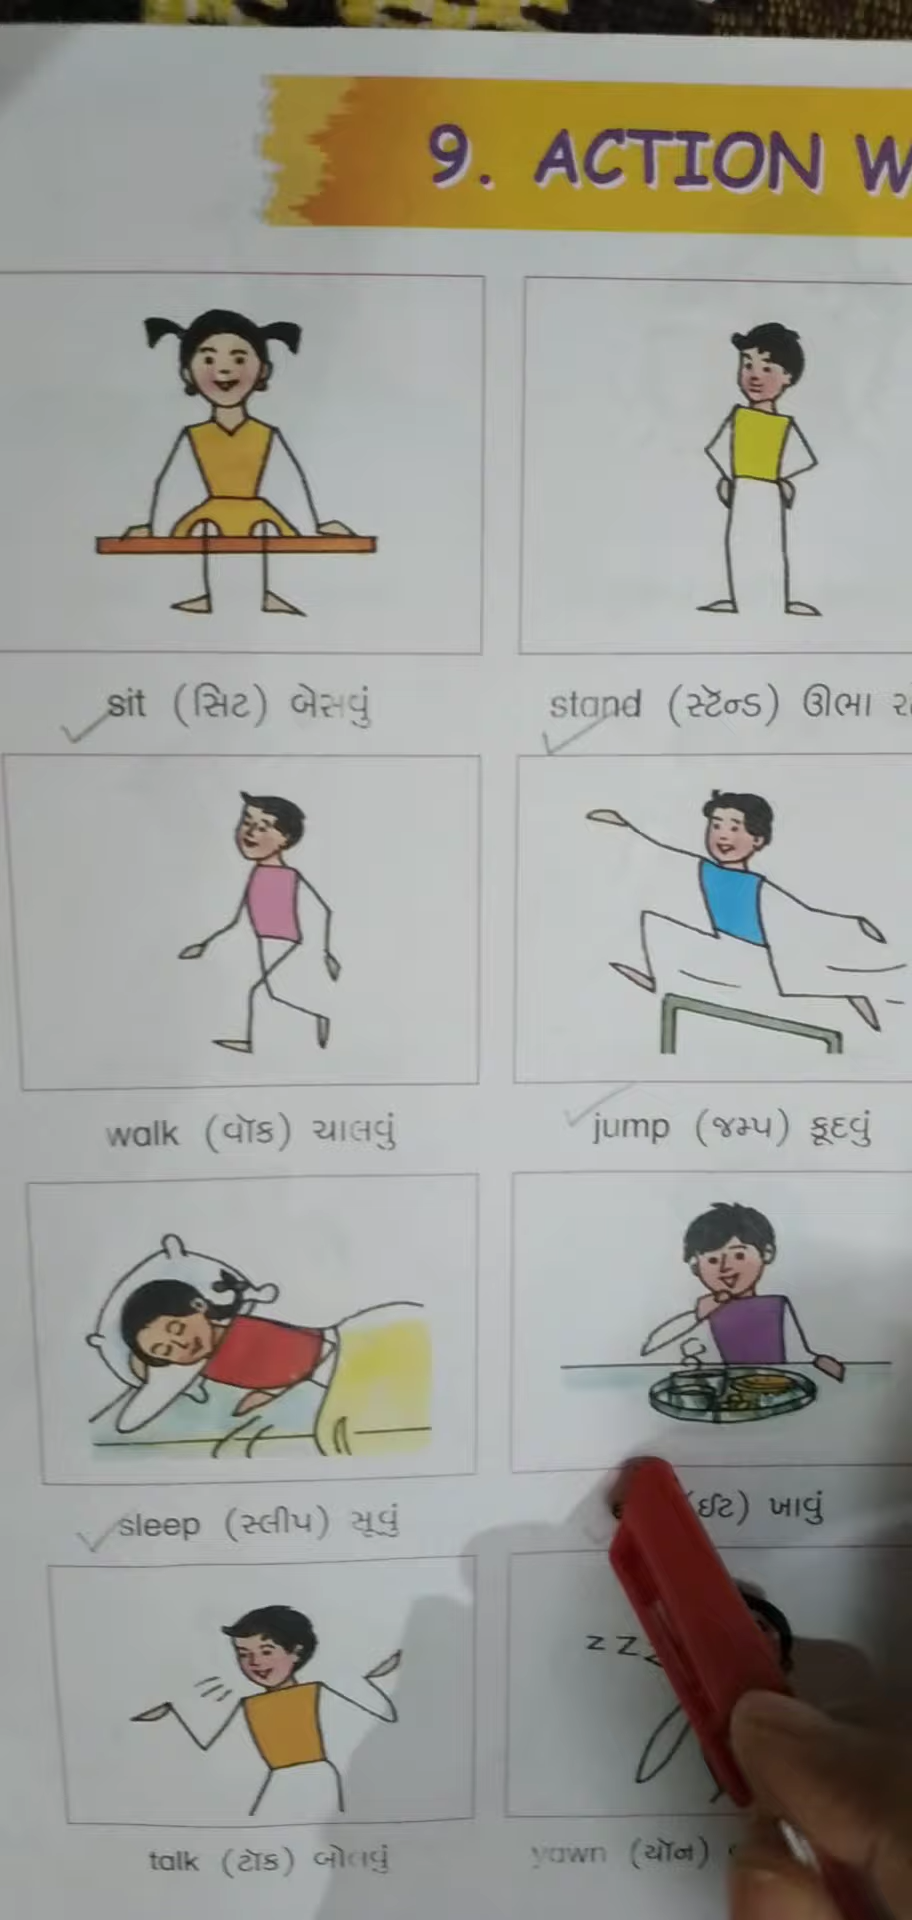 9. ACTION
sit (સિટ) બેસવું
stand (સ્ટૅન્ડ) ઊભા
walk (વૉક) ચાલવું
jump (જમ્પ) કૂદવું
sleep (સ્લીપ) સૂવું
(ઈટ) ખાવું
z z
talk (ટૉક) બોલવું
yawn (યૉન)